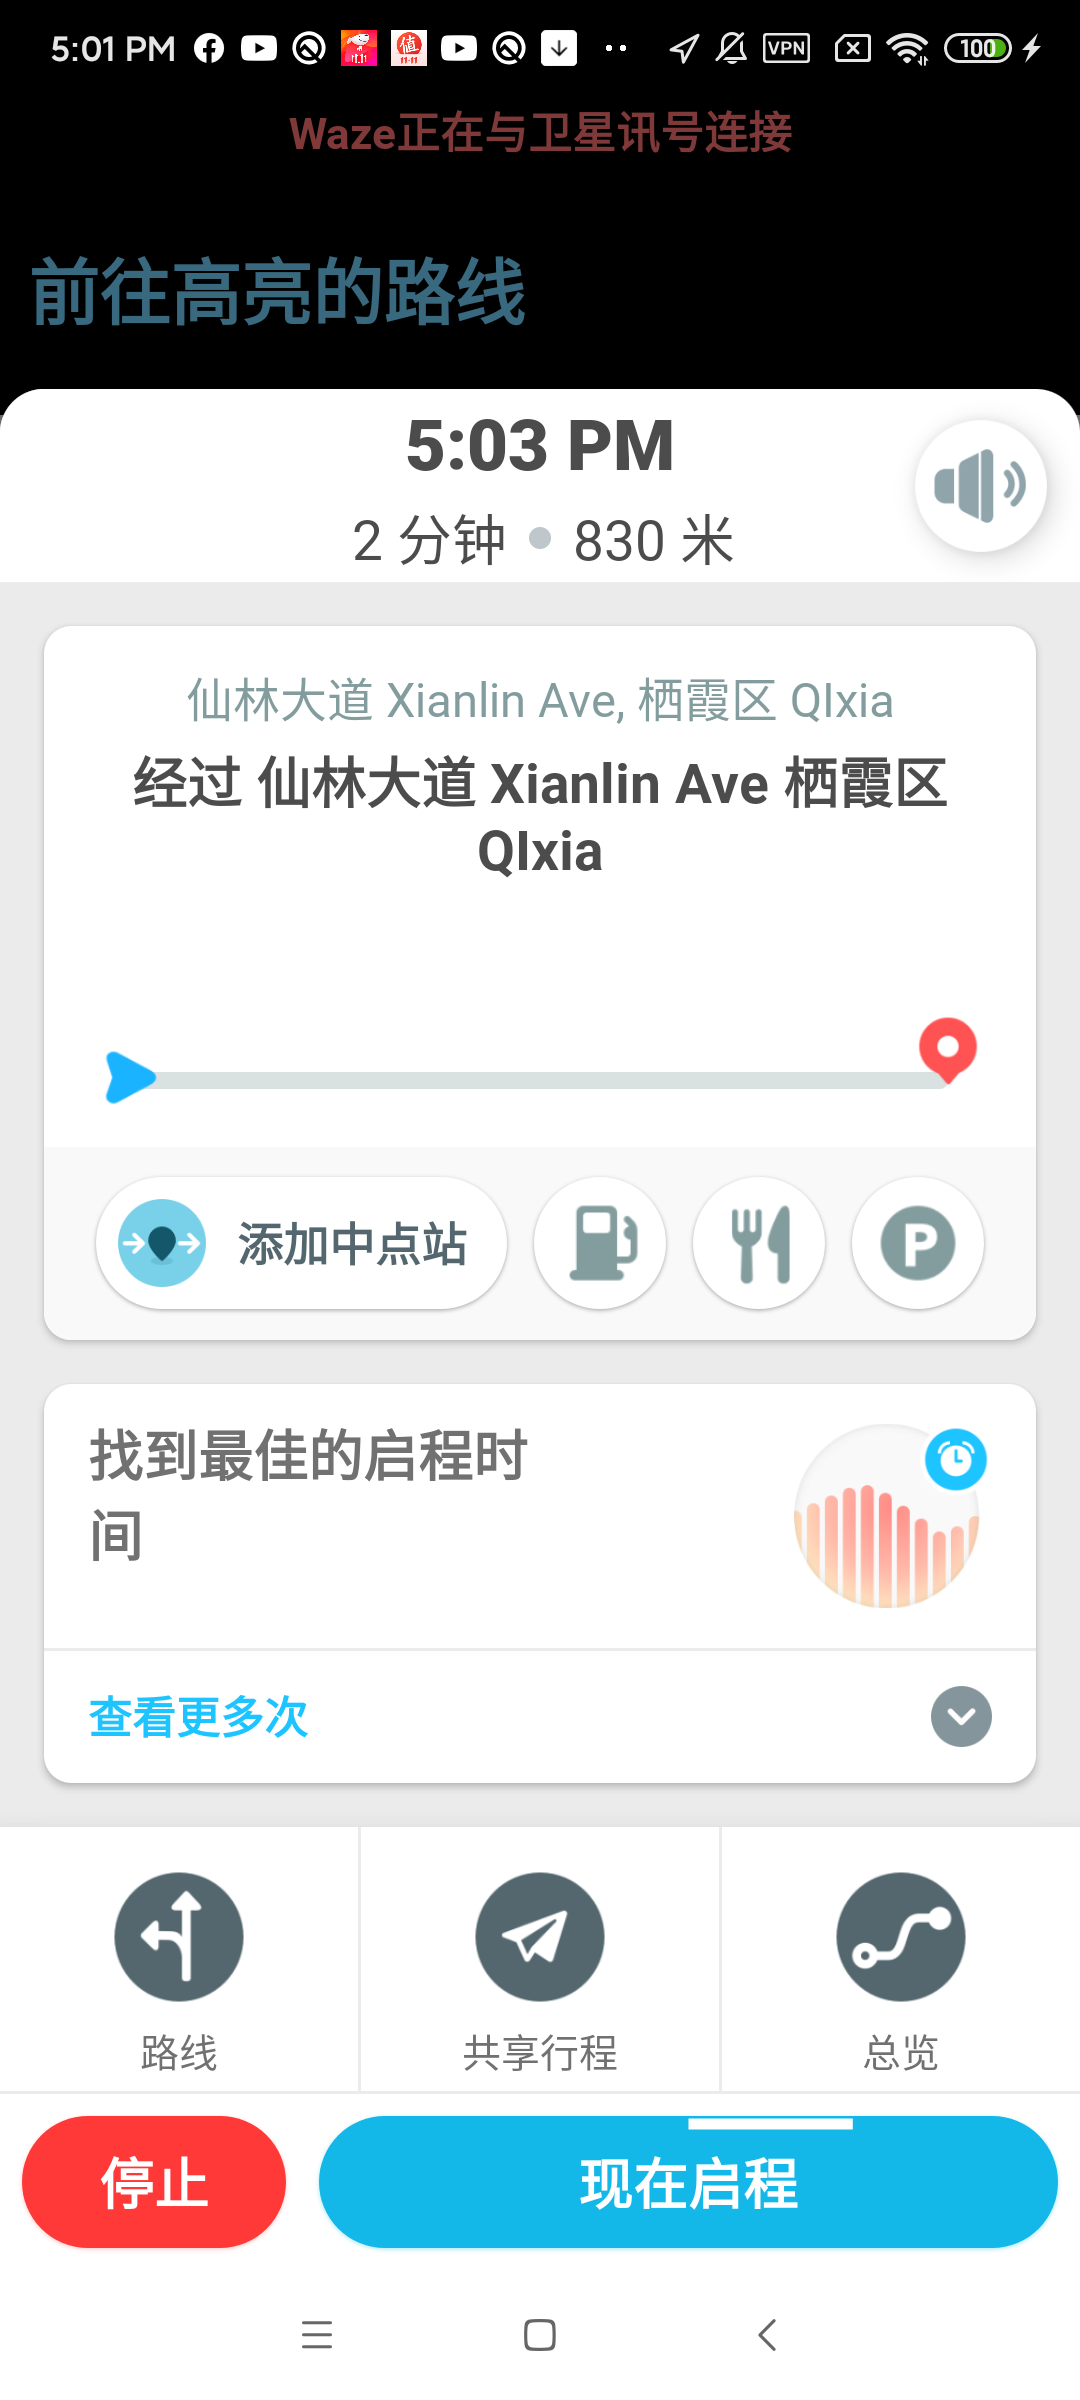 5:01 PM
VPN
100
Waze正在与卫星讯号连接
前往高亮的路线
5:03 PM
2 分钟 ● 830 米
仙林大道 Xianlin Ave, 栖霞区 QIxia
经过 仙林大道 Xianlin Ave 栖霞区
QIxia
添加中点站
P
找到最佳的启程时
间
查看更多次
路线
共享行程
总览
停止
现在启程